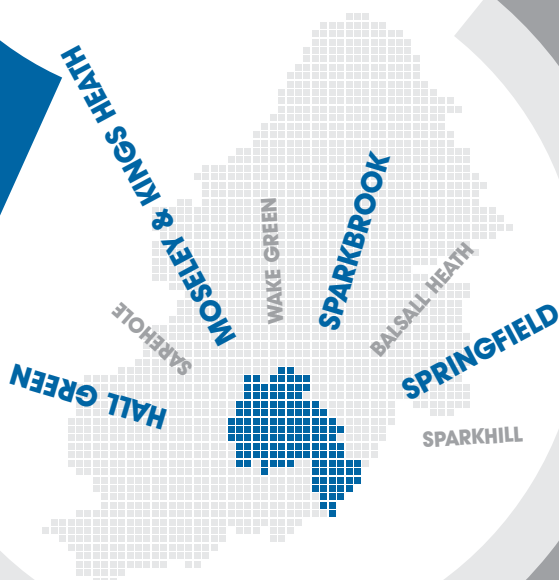 HALL GREEN
SAREHOLE
MOSELEY & KINGS HEATH
WAKE GREEN
SPARKBROOK
BALSALL HEATH
SPRINGFIELD
SPARKHILL